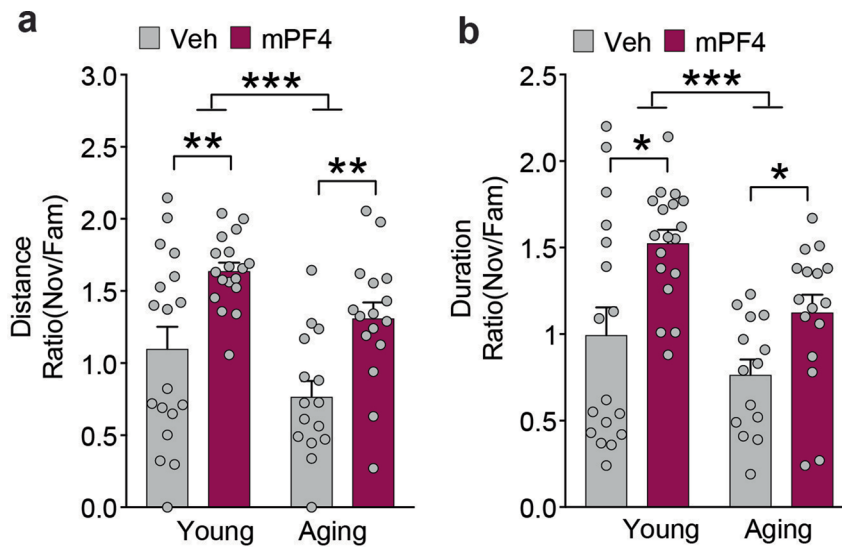 a
Veh mPF4
***
**
**
3.0
2.5
2.0
1.5
1.0
0.5
0.0
Distance
Ratio(Nov/Fam)
Young Aging
b
Veh mPF4
***
*
*
2.5
2.0
1.5
1
0.5
0.0
Duration
Ratio(Nov/Fam)
Young Aging